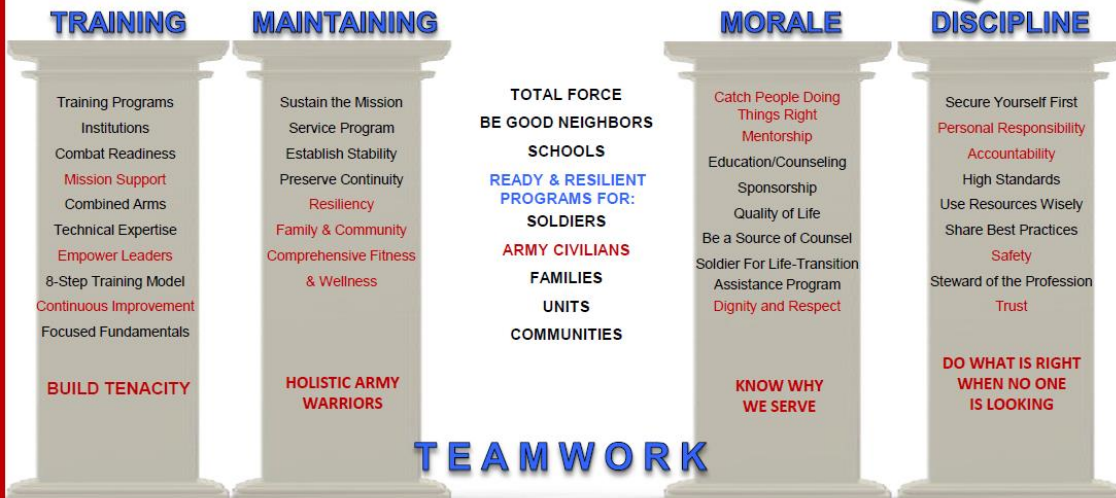 TRAINING
Training Programs
Institutions
Combat Readiness
Mission Support
Combined Arms
Technical Expertise
Empower Leaders
8-Step Training Model
Continuous Improvement
Focused Fundamentals
BUILD TENACITY
MAINTAINING
Sustain the Mission
Service Program
Establish Stability
Preserve Continuity
Resiliency
Family & Community
Comprehensive Fitness
& Wellness
HOLISTIC ARMY
WARRIORS
TOTAL FORCE
BE GOOD NEIGHBORS
SCHOOLS
READY & RESILIENT
PROGRAMS FOR:
SOLDIERS
ARMY CIVILIANS
FAMILIES
UNITS
COMMUNITIES
MORALE
Catch People Doing
Things Right
Mentorship
Education/Counseling
Sponsorship
Quality of Life
Be a Source of Counsel
Soldier For Life-Transition
Assistance Program
Dignity and Respect
KNOW WHY
WE SERVE
DISCIPLINE
Secure Yourself First
Personal Responsibility
Accountability
High Standards
Use Resources Wisely
Share Best Practices
Safety
Steward of the Profession
Trust
DO WHAT IS RIGHT
WHEN NO ONE
IS LOOKING
TEAMWORK